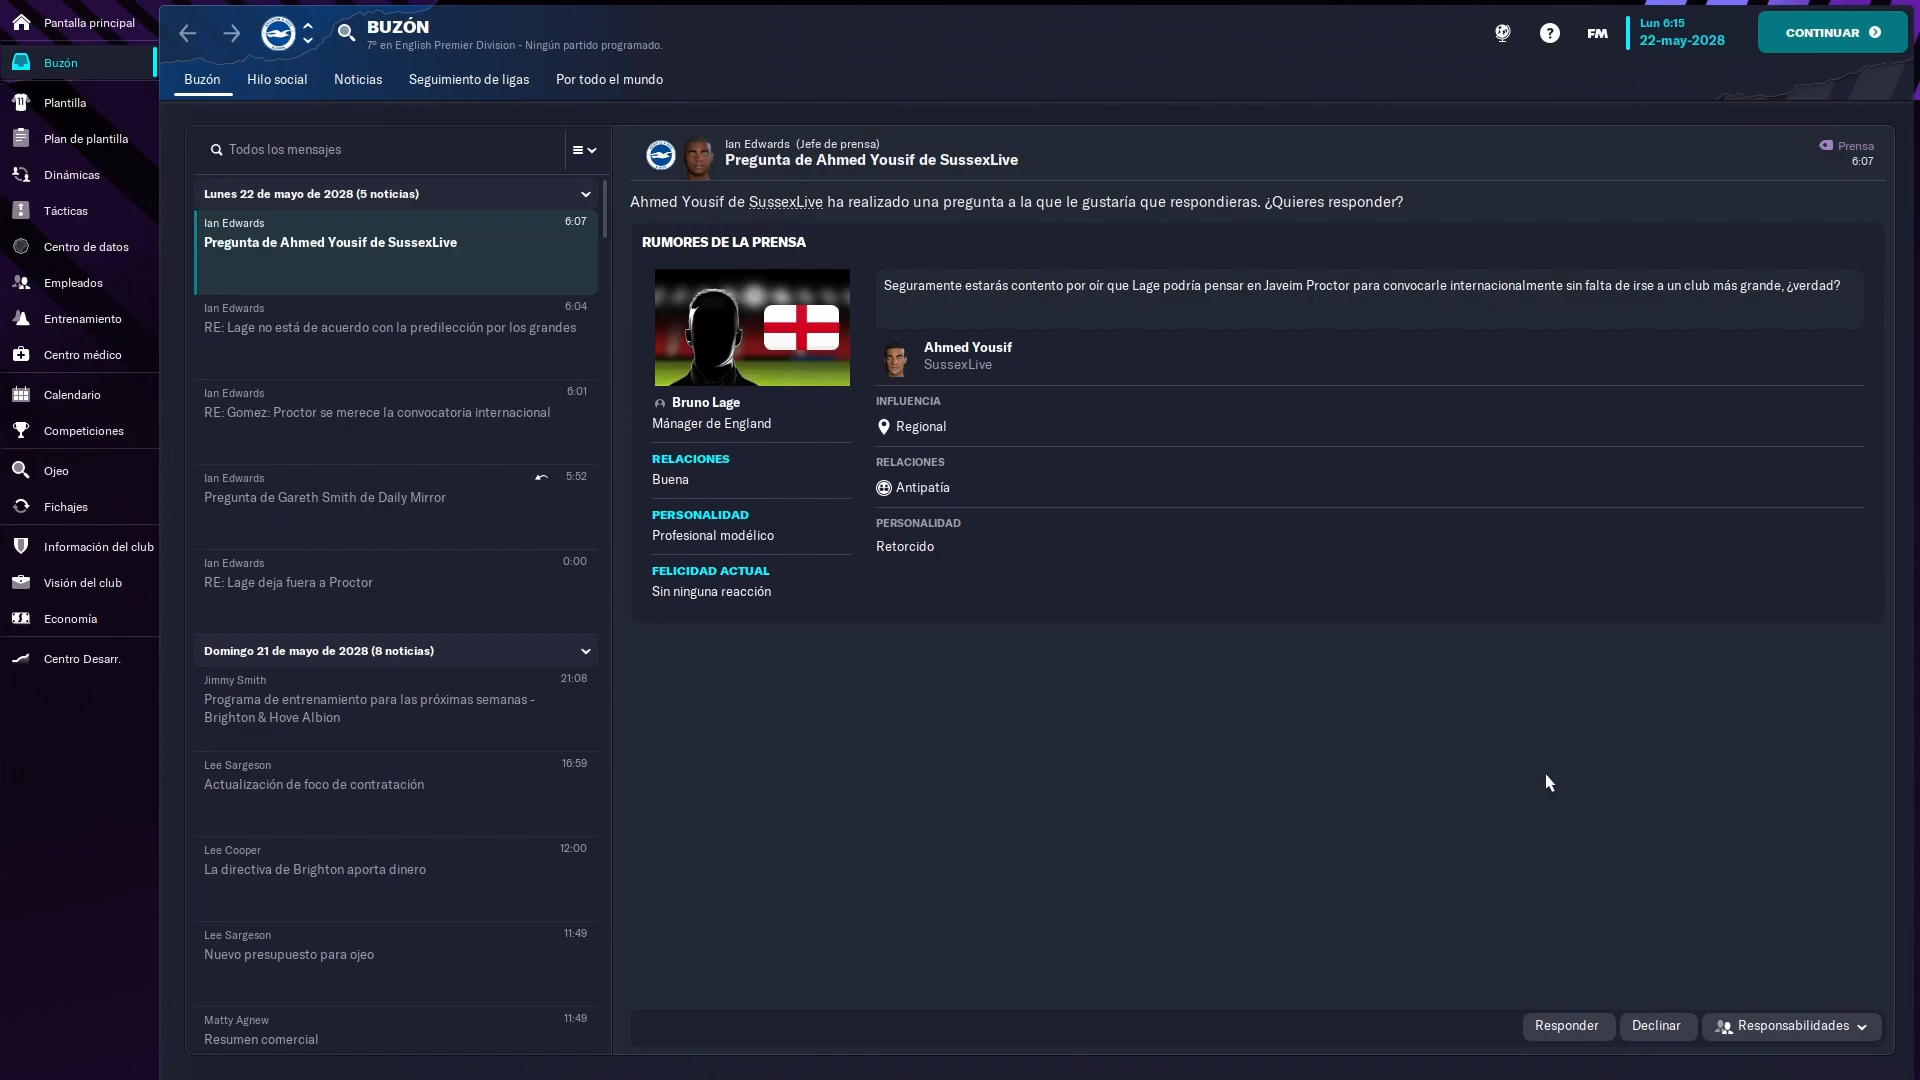 Pantalla principal
Buzón
Plantilla
Plan de plantilla
Dinámicas
Tácticas
Centro de datos
Empleados
Entrenamiento
Centro médico
Calendario
Competiciones
Ojeo
Fichajes
Información del club
Visión del club
Economía
Centro Desarr.
BUZÓN
7º en English Premier Division - Ningún partido programado.
FM
Lun 6:15
22-may-2028
CONTINUAR
Buzón
Hilo social
Noticias
Seguimiento de ligas
Por todo el mundo
Todos los mensajes
Lunes 22 de mayo de 2028 (5 noticias)
Ian Edwards 6:07
Pregunta de Ahmed Yousif de SussexLive
Ian Edwards 6:04
RE: Lage no está de acuerdo con la predilección por los grandes
Ian Edwards 6:01
RE: Gomez: Proctor se merece la convocatoria internacional
Ian Edwards 5:52
Pregunta de Gareth Smith de Daily Mirror
Ian Edwards 0:00
RE: Lage deja fuera a Proctor
Domingo 21 de mayo de 2028 (8 noticias)
Jimmy Smith 21:08
Programa de entrenamiento para las próximas semanas -
Brighton & Hove Albion
Lee Sargeson 16:59
Actualización de foco de contratación
Lee Cooper 12:00
La directiva de Brighton aporta dinero
Lee Sargeson 11:49
Nuevo presupuesto para ojeo
Matty Agnew 11:49
Resumen comercial
Ian Edwards (Jefe de prensa)
Pregunta de Ahmed Yousif de SussexLive
Prensa
6:07
Ahmed Yousif de SussexLive ha realizado una pregunta a la que le gustaría que respondieras. ¿Quieres responder?
RUMORES DE LA PRENSA
Bruno Lage
Mánager de England
RELACIONES
Buena
PERSONALIDAD
Profesional modélico
FELICIDAD ACTUAL
Sin ninguna reacción
Seguramente estarás contento por oír que Lage podría pensar en Javeim Proctor para convocarle internacionalmente sin falta de irse a un club más grande, ¿verdad?
Ahmed Yousif
SussexLive
INFLUENCIA
Regional
RELACIONES
Antipatía
PERSONALIDAD
Retorcido
Responder
Declinar
Responsabilidades